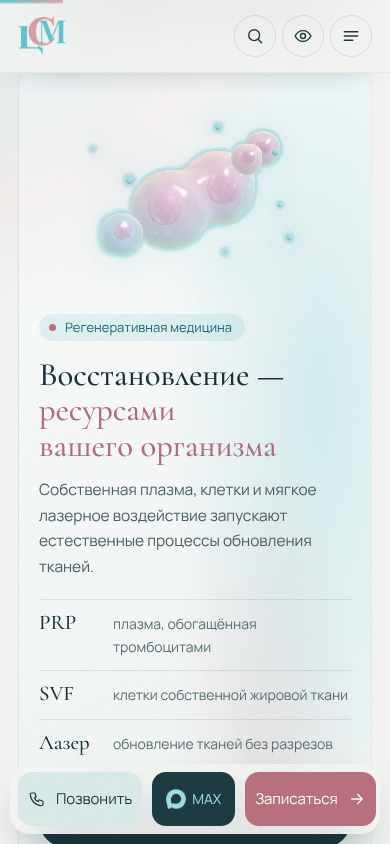 ЦСМ
Регенеративная медицина
Восстановление —
ресурсами
вашего организма
Собственная плазма, клетки и мягкое
лазерное воздействие запускают
естественные процессы обновления
тканей.
PRP
плазма, обогащённая
тромбоцитами
SVF
клетки собственной жировой ткани
Лазер
обновление тканей без разрезов
Позвонить
MAX
Записаться